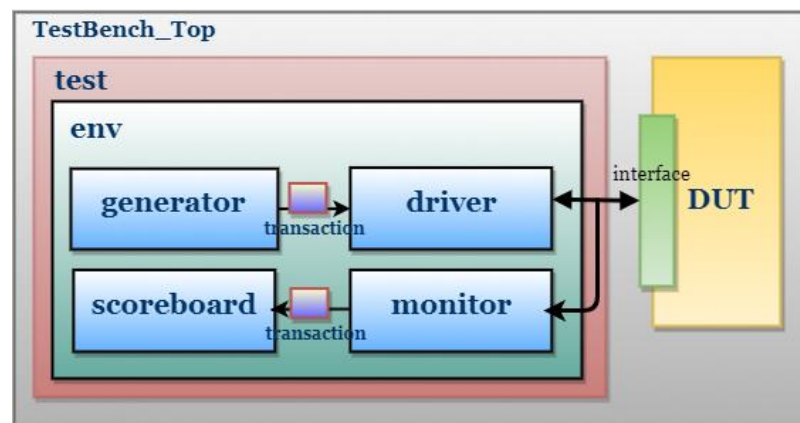 TestBench_Top
test
env
generator
transaction
driver
interface
DUT
scoreboard
transaction
monitor